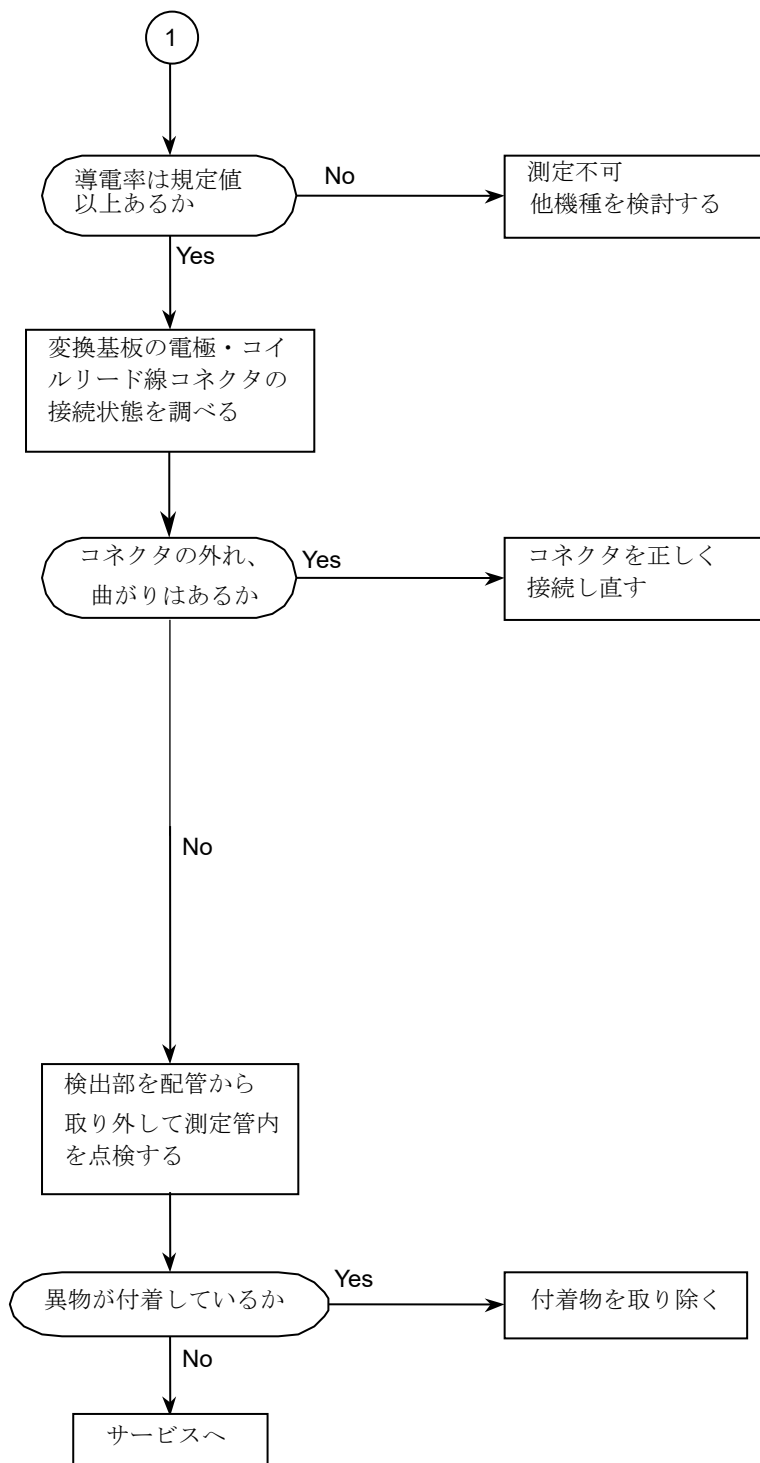 1
導電率は規定値
以上あるか
No
測定不可
他機種を検討する
Yes
変換基板の電極・コイ
ルリード線コネクタの
接続状態を調べる
コネクタの外れ、
曲がりはあるか
Yes
コネクタを正しく
接続し直す
No
検出部を配管から
取り外して測定管内
を点検する
異物が付着しているか
Yes
付着物を取り除く
No
サービスへ